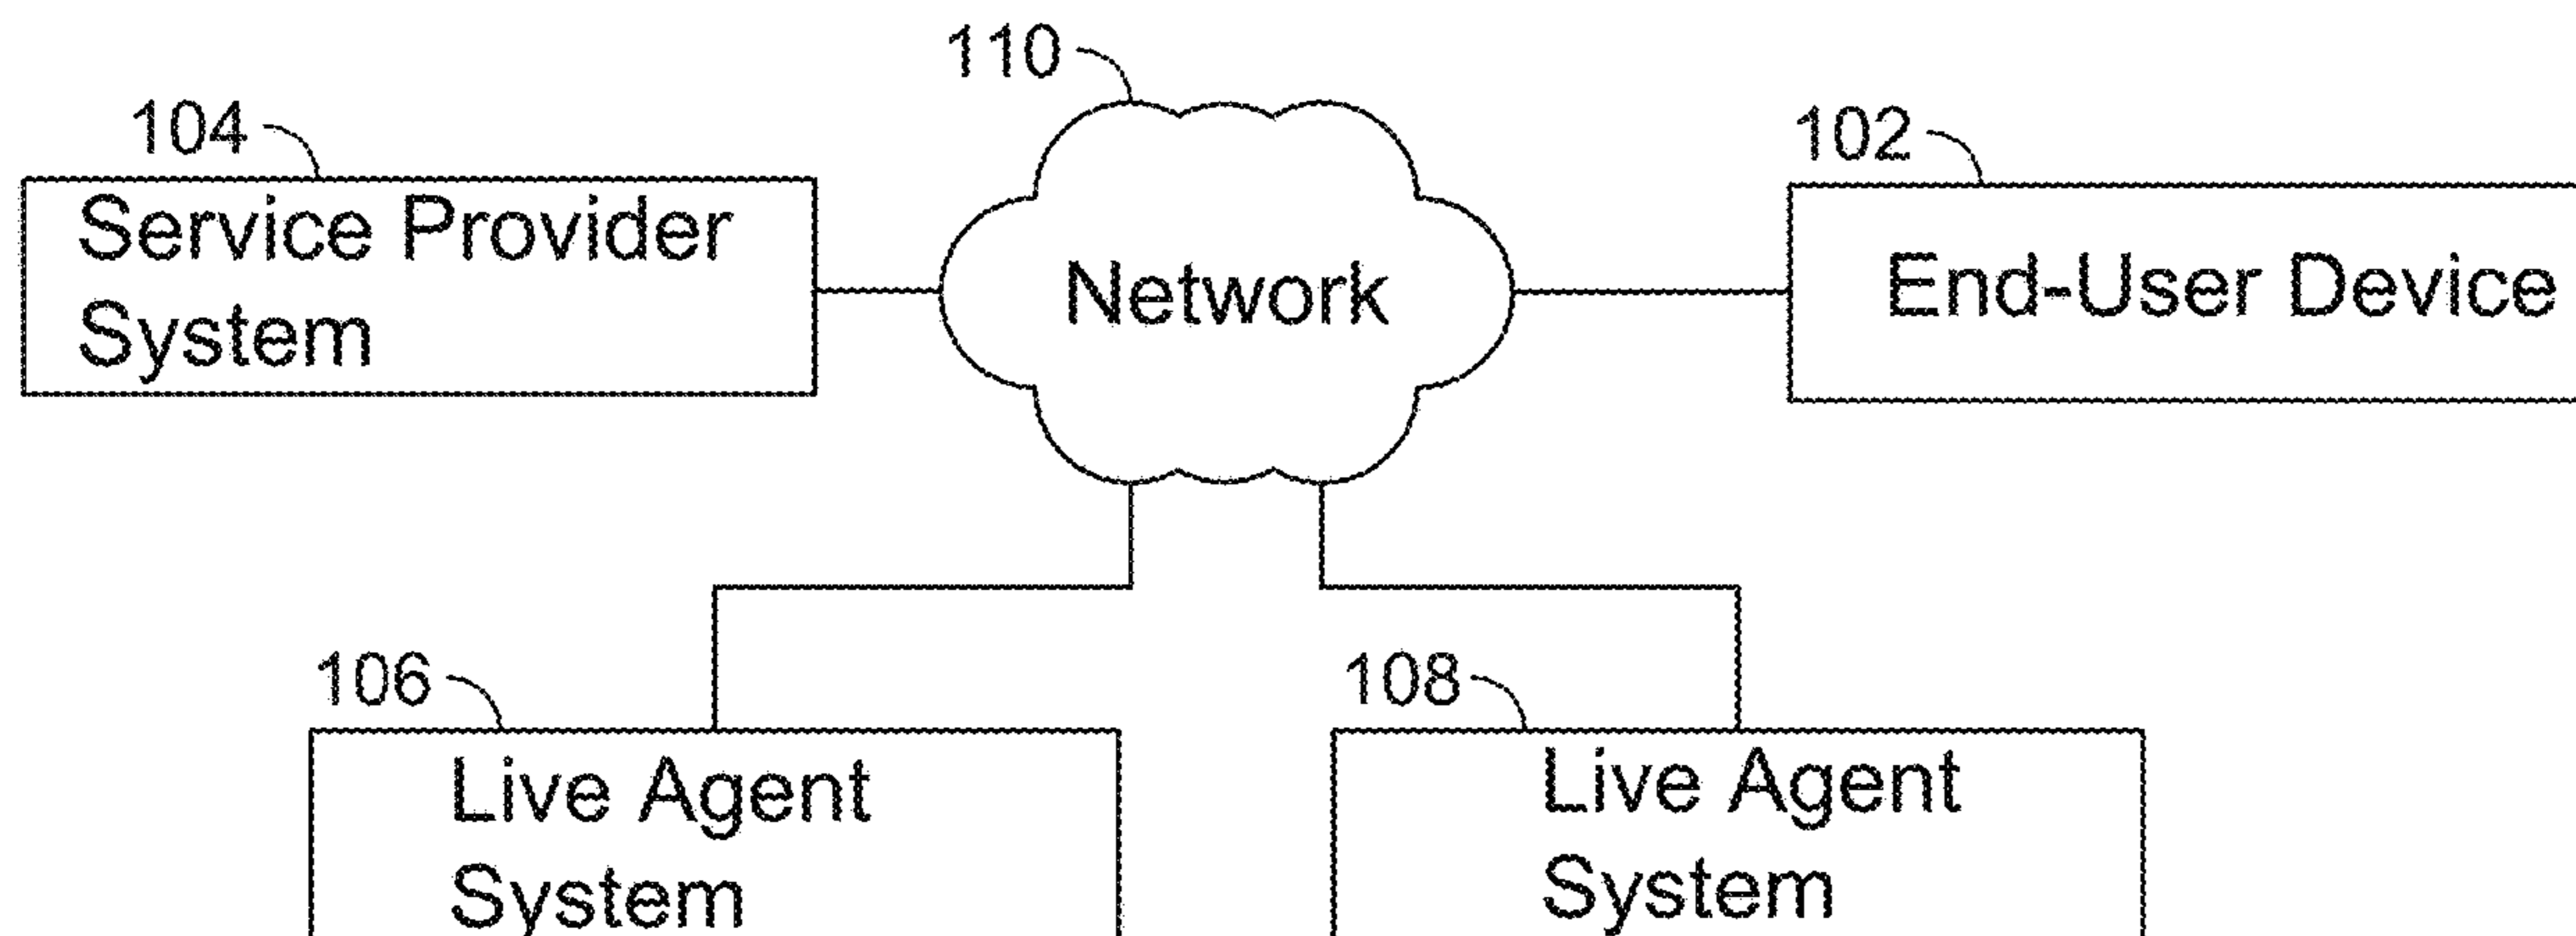 110
104
102
Service Provider
System
Network
End-User Device
106
108
Live Agent
System
Live Agent
System